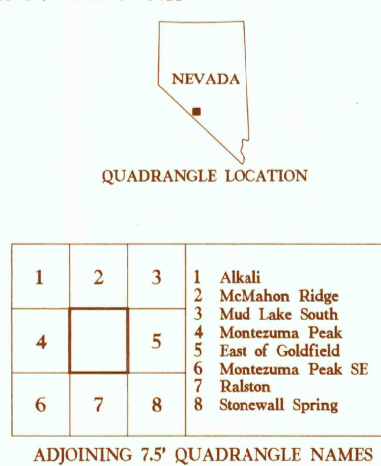 NEVADA
QUADRANGLE LOCATION
1 2 3
4 5
6 7 8
1 Alkali
2 McMahon Ridge
3 Mud Lake South
4 Montezuma Peak
5 East of Goldfield
6 Montezuma Peak SE
7 Ralston
8 Stonewall Spring
ADJOINING 7.5' QUADRANGLE NAMES